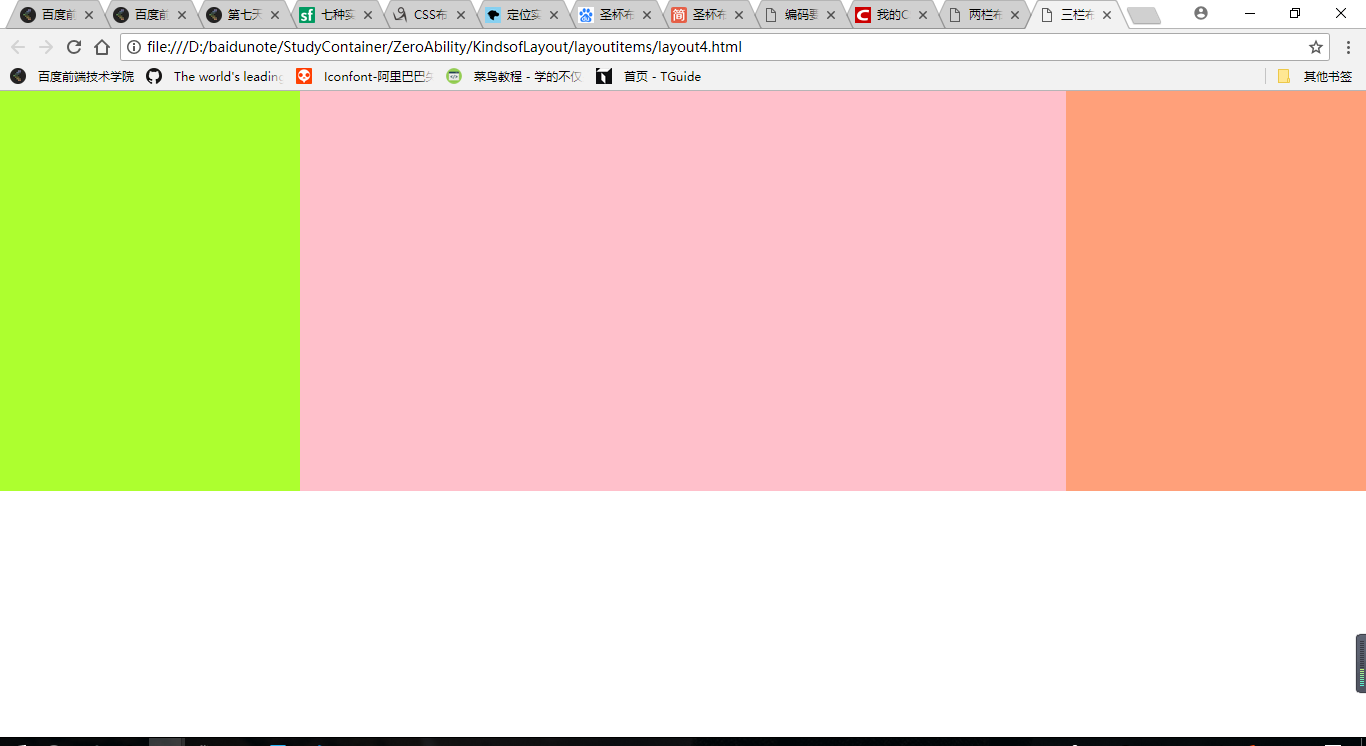 百度前 百度前 第七天 七种实 CSS布 定位实 圣杯布 圣杯布 编码要 我的C 两栏布 三栏布
file:///D:/baidunote/StudyContainer/ZeroAbility/KindsofLayout/layoutitems/layout4.html
百度前端技术学院 The world's leading Iconfont-阿里巴巴矢 菜鸟教程 - 学的不仅 首页 - TGuide 其他书签